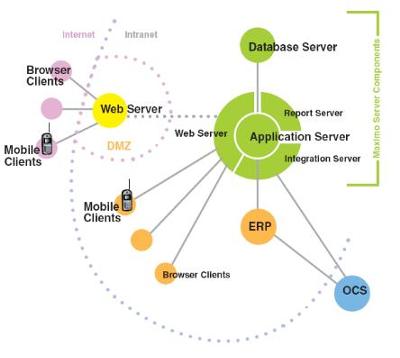 Internet
Intranet
Database Server
Browser
Clients
Web Server
Report Server
Web Server
Application Server
DMZ
Integration Server
Mobile
Clients
Mobile
Clients
ERP
Browser Clients
OCS
Maximo Server Components